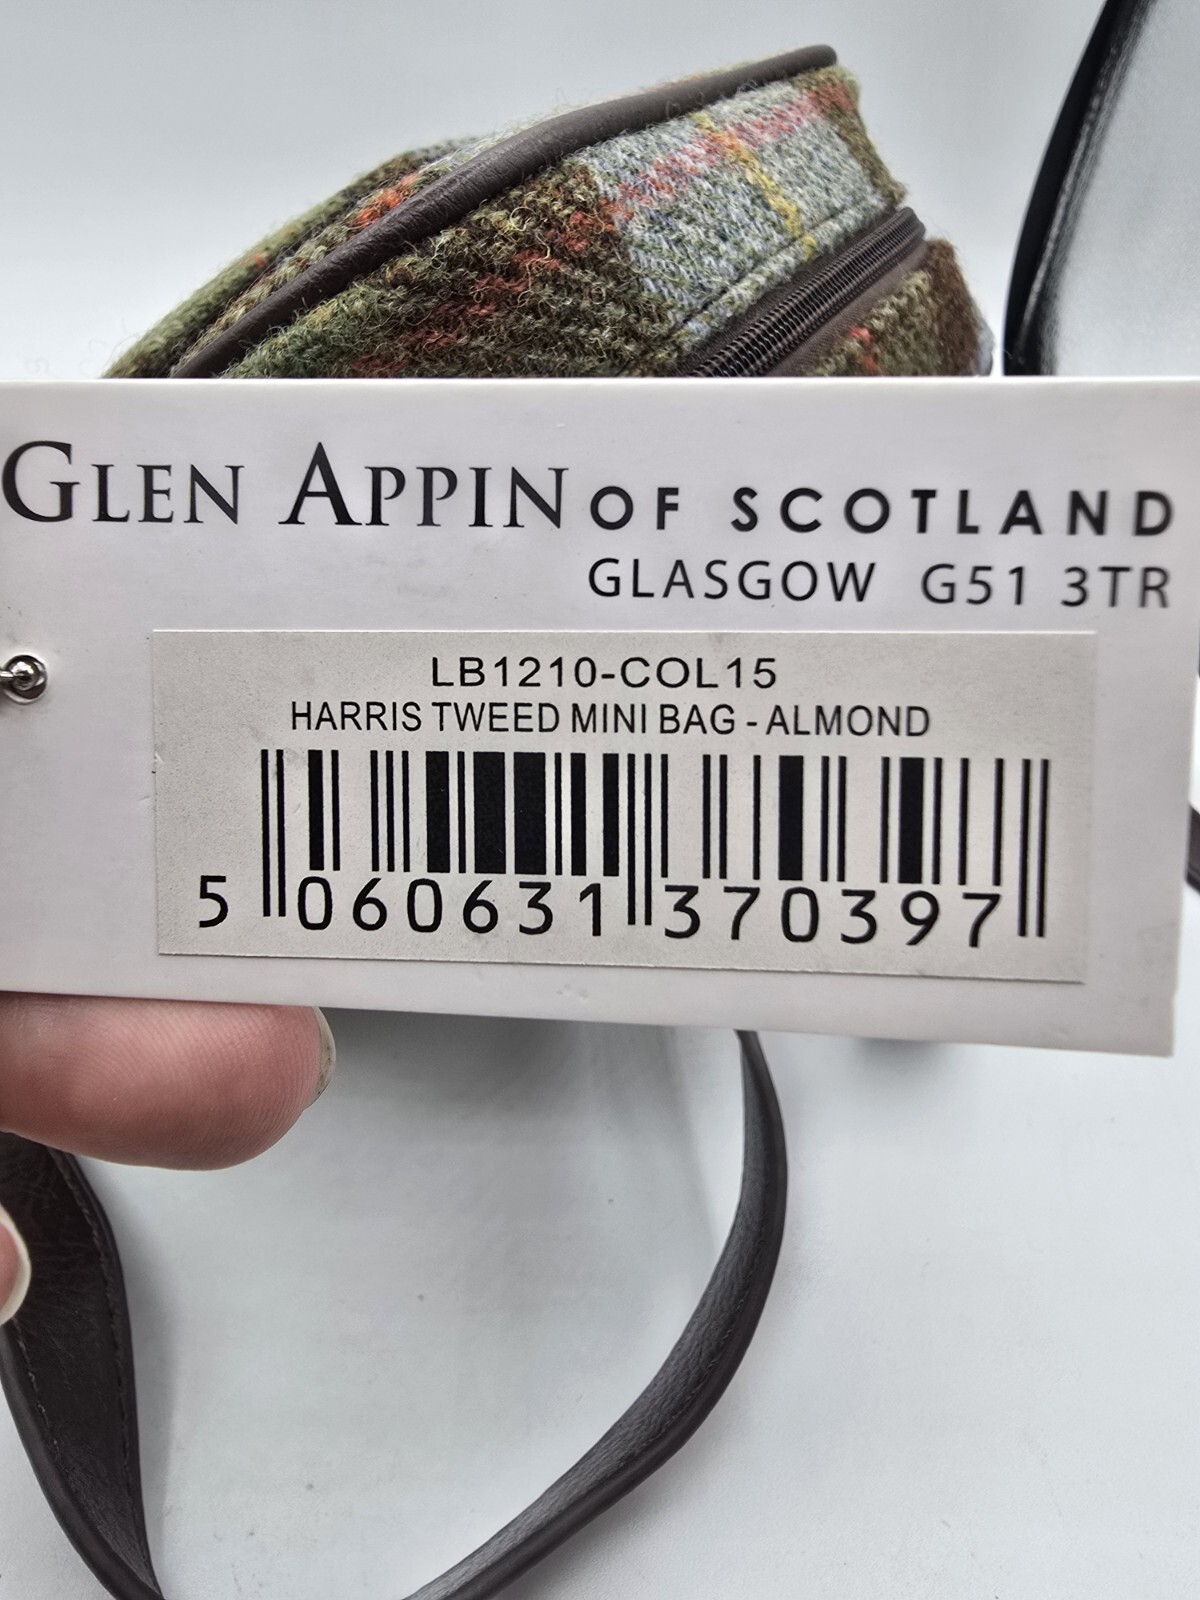 GLEN APPIN OF SCOTLAND
GLASGOW G51 3TR
LB1210-COL15
HARRIS TWEED MINI BAG - ALMOND
5 060631 370397